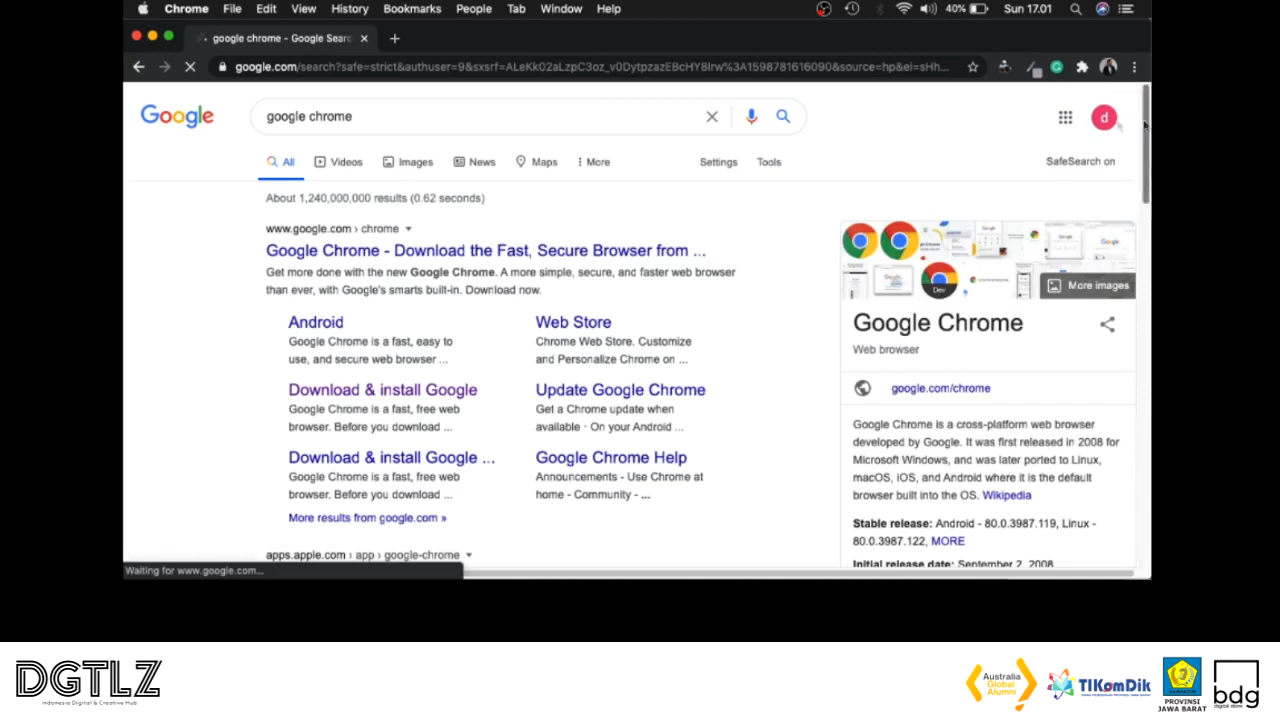 Chrome File Edit View History Bookmarks People Tab Window Help 40% Sun 17.01
google chrome - Google Searc
google.com/search?safe=strict&authuser=9&sxsrf=ALeKk02aLzpC3oz_v0DytpzazEBcHY8lrw%3A1598781616090&source=hp&ei=sHh...
Google google chrome d
All Videos Images News Maps More Settings Tools SafeSearch on
About 1,240,000,000 results (0.62 seconds)
www.google.com › chrome
Google Chrome - Download the Fast, Secure Browser from ...
Get more done with the new Google Chrome. A more simple, secure, and faster web browser
than ever, with Google's smarts built-in. Download now.
Android
Google Chrome is a fast, easy to
use, and secure web browser ...
Web Store
Chrome Web Store. Customize
and Personalize Chrome on ...
Download & install Google
Google Chrome is a fast, free web
browser. Before you download ...
Update Google Chrome
Get a Chrome update when
available · On your Android ...
Download & install Google ...
Google Chrome is a fast, free web
browser. Before you download ...
Google Chrome Help
Announcements - Use Chrome at
home - Community - ...
More results from google.com »
apps.apple.com › app › google-chrome
Waiting for www.google.com...
Dev
More images
Google Chrome
Web browser
google.com/chrome
Google Chrome is a cross-platform web browser
developed by Google. It was first released in 2008 for
Microsoft Windows, and was later ported to Linux,
macOS, iOS, and Android where it is the default
browser built into the OS. Wikipedia
Stable release: Android - 80.0.3987.119, Linux -
80.0.3987.122, MORE
Initial release date: September 2, 2008
DGTLZ
Indonesia Digital & Creative Hub
Australia
Global
Alumni
TIKomDik
PROVINSI
JAWA BARAT
bdg
digital store